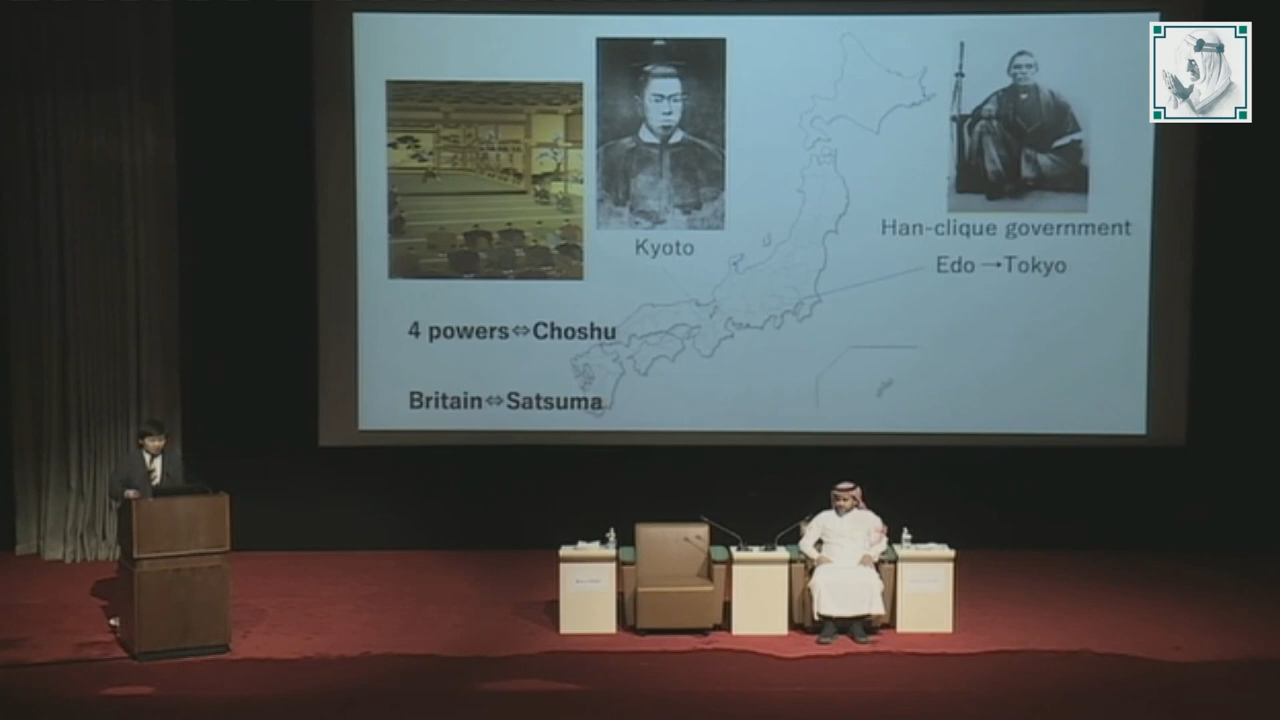 Kyoto
Han-clique government
Edo →Tokyo
4 powers⇔Choshu
Britain⇔Satsuma